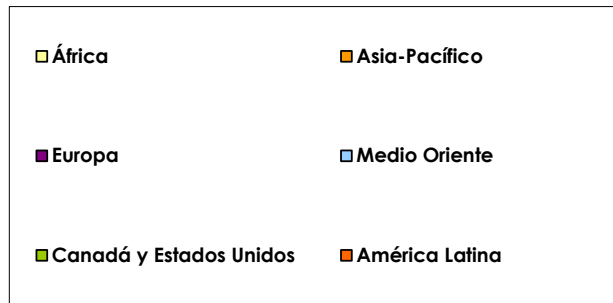 África
Asia-Pacífico
Europa
Medio Oriente
Canadá y Estados Unidos
América Latina